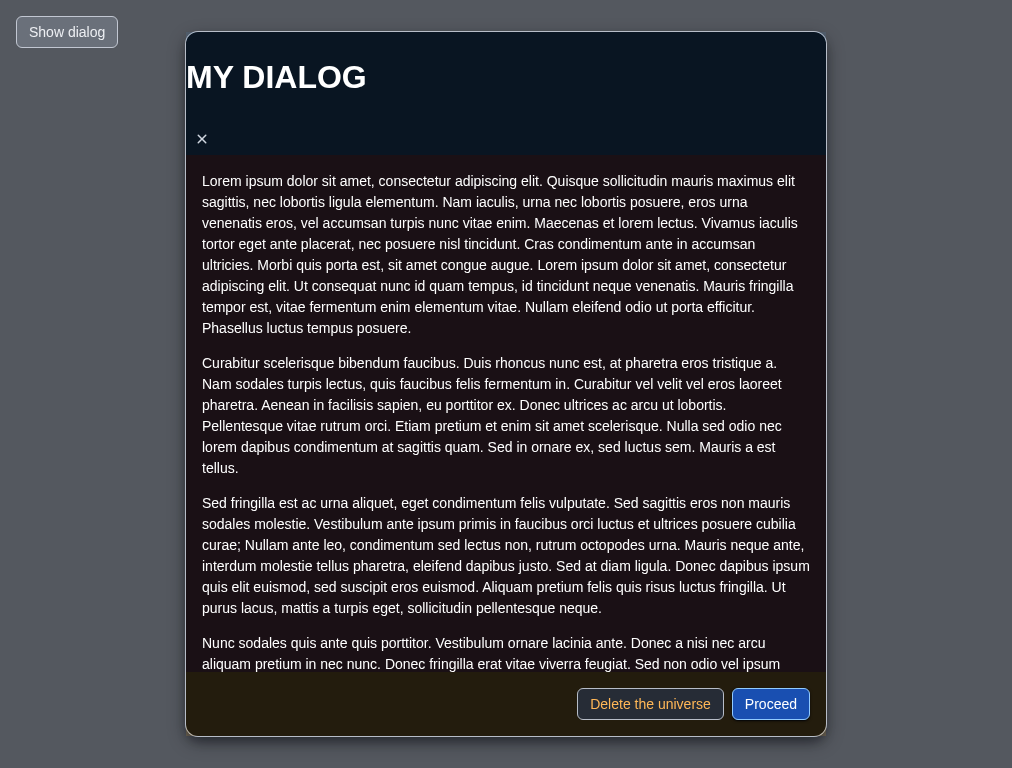 Show dialog
MY DIALOG
×
Lorem ipsum dolor sit amet, consectetur adipiscing elit. Quisque sollicitudin mauris maximus elit
sagittis, nec lobortis ligula elementum. Nam iaculis, urna nec lobortis posuere, eros urna
venenatis eros, vel accumsan turpis nunc vitae enim. Maecenas et lorem lectus. Vivamus iaculis
tortor eget ante placerat, nec posuere nisl tincidunt. Cras condimentum ante in accumsan
ultricies. Morbi quis porta est, sit amet congue augue. Lorem ipsum dolor sit amet, consectetur
adipiscing elit. Ut consequat nunc id quam tempus, id tincidunt neque venenatis. Mauris fringilla
tempor est, vitae fermentum enim elementum vitae. Nullam eleifend odio ut porta efficitur.
Phasellus luctus tempus posuere.
Curabitur scelerisque bibendum faucibus. Duis rhoncus nunc est, at pharetra eros tristique a.
Nam sodales turpis lectus, quis faucibus felis fermentum in. Curabitur vel velit vel eros laoreet
pharetra. Aenean in facilisis sapien, eu porttitor ex. Donec ultrices ac arcu ut lobortis.
Pellentesque vitae rutrum orci. Etiam pretium et enim sit amet scelerisque. Nulla sed odio nec
lorem dapibus condimentum at sagittis quam. Sed in ornare ex, sed luctus sem. Mauris a est
tellus.
Sed fringilla est ac urna aliquet, eget condimentum felis vulputate. Sed sagittis eros non mauris
sodales molestie. Vestibulum ante ipsum primis in faucibus orci luctus et ultrices posuere cubilia
curae; Nullam ante leo, condimentum sed lectus non, rutrum octopodes urna. Mauris neque ante,
interdum molestie tellus pharetra, eleifend dapibus justo. Sed at diam ligula. Donec dapibus ipsum
quis elit euismod, sed suscipit eros euismod. Aliquam pretium felis quis risus luctus fringilla. Ut
purus lacus, mattis a turpis eget, sollicitudin pellentesque neque.
Nunc sodales quis ante quis porttitor. Vestibulum ornare lacinia ante. Donec a nisi nec arcu
aliquam pretium in nec nunc. Donec fringilla erat vitae viverra feugiat. Sed non odio vel ipsum
Delete the universe
Proceed